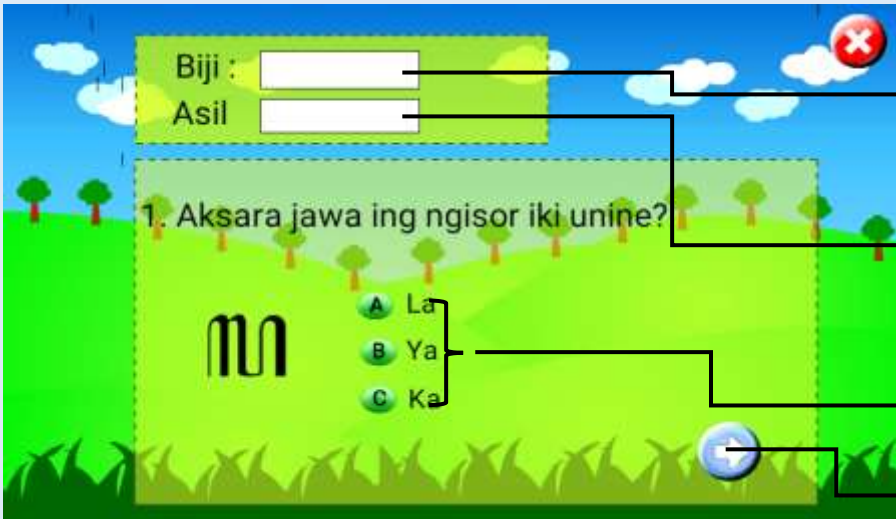 Biji :
Asil
1. Aksara jawa ing ngisor iki unine?
ꦪ
A La
B Ya
C Ka